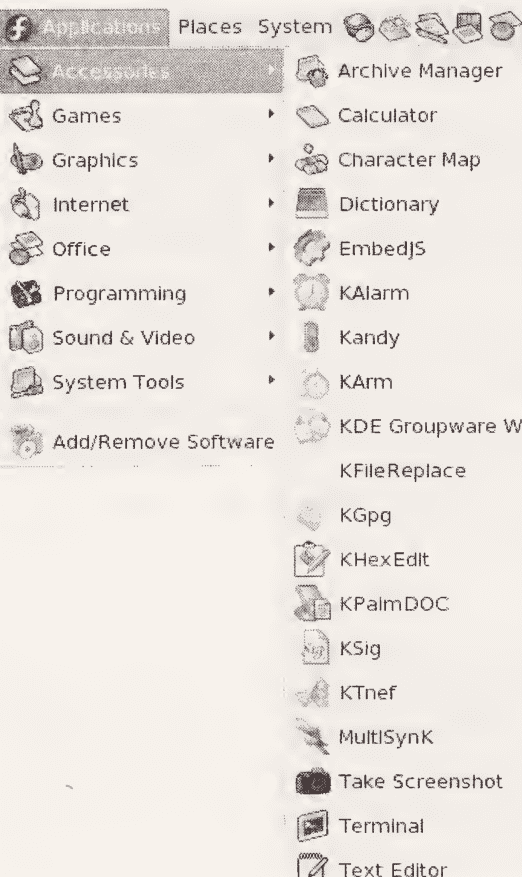 Applications Places System
Accessories
Games
Graphics
Internet
Office
Programming
Sound & Video
System Tools
Add/Remove Software
Archive Manager
Calculator
Character Map
Dictionary
EmbedJS
KAlarm
Kandy
KArm
KDE Groupware W
KFileReplace
KGpg
KHexEdit
KPalmDOC
KSig
KTnef
MultiSynK
Take Screenshot
Terminal
Text Editor